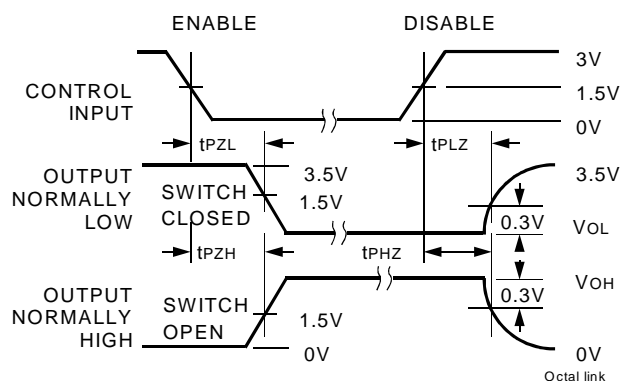 ENABLE
DISABLE
CONTROL
INPUT
3V
1.5V
0V
tPZL
tPLZ
OUTPUT
NORMALLY
LOW
SWITCH
CLOSED
3.5V
1.5V
3.5V
0.3V
VOL
tPZH
tPHZ
OUTPUT
NORMALLY
HIGH
SWITCH
OPEN
1.5V
0V
VOH
0.3V
0V
Octal link